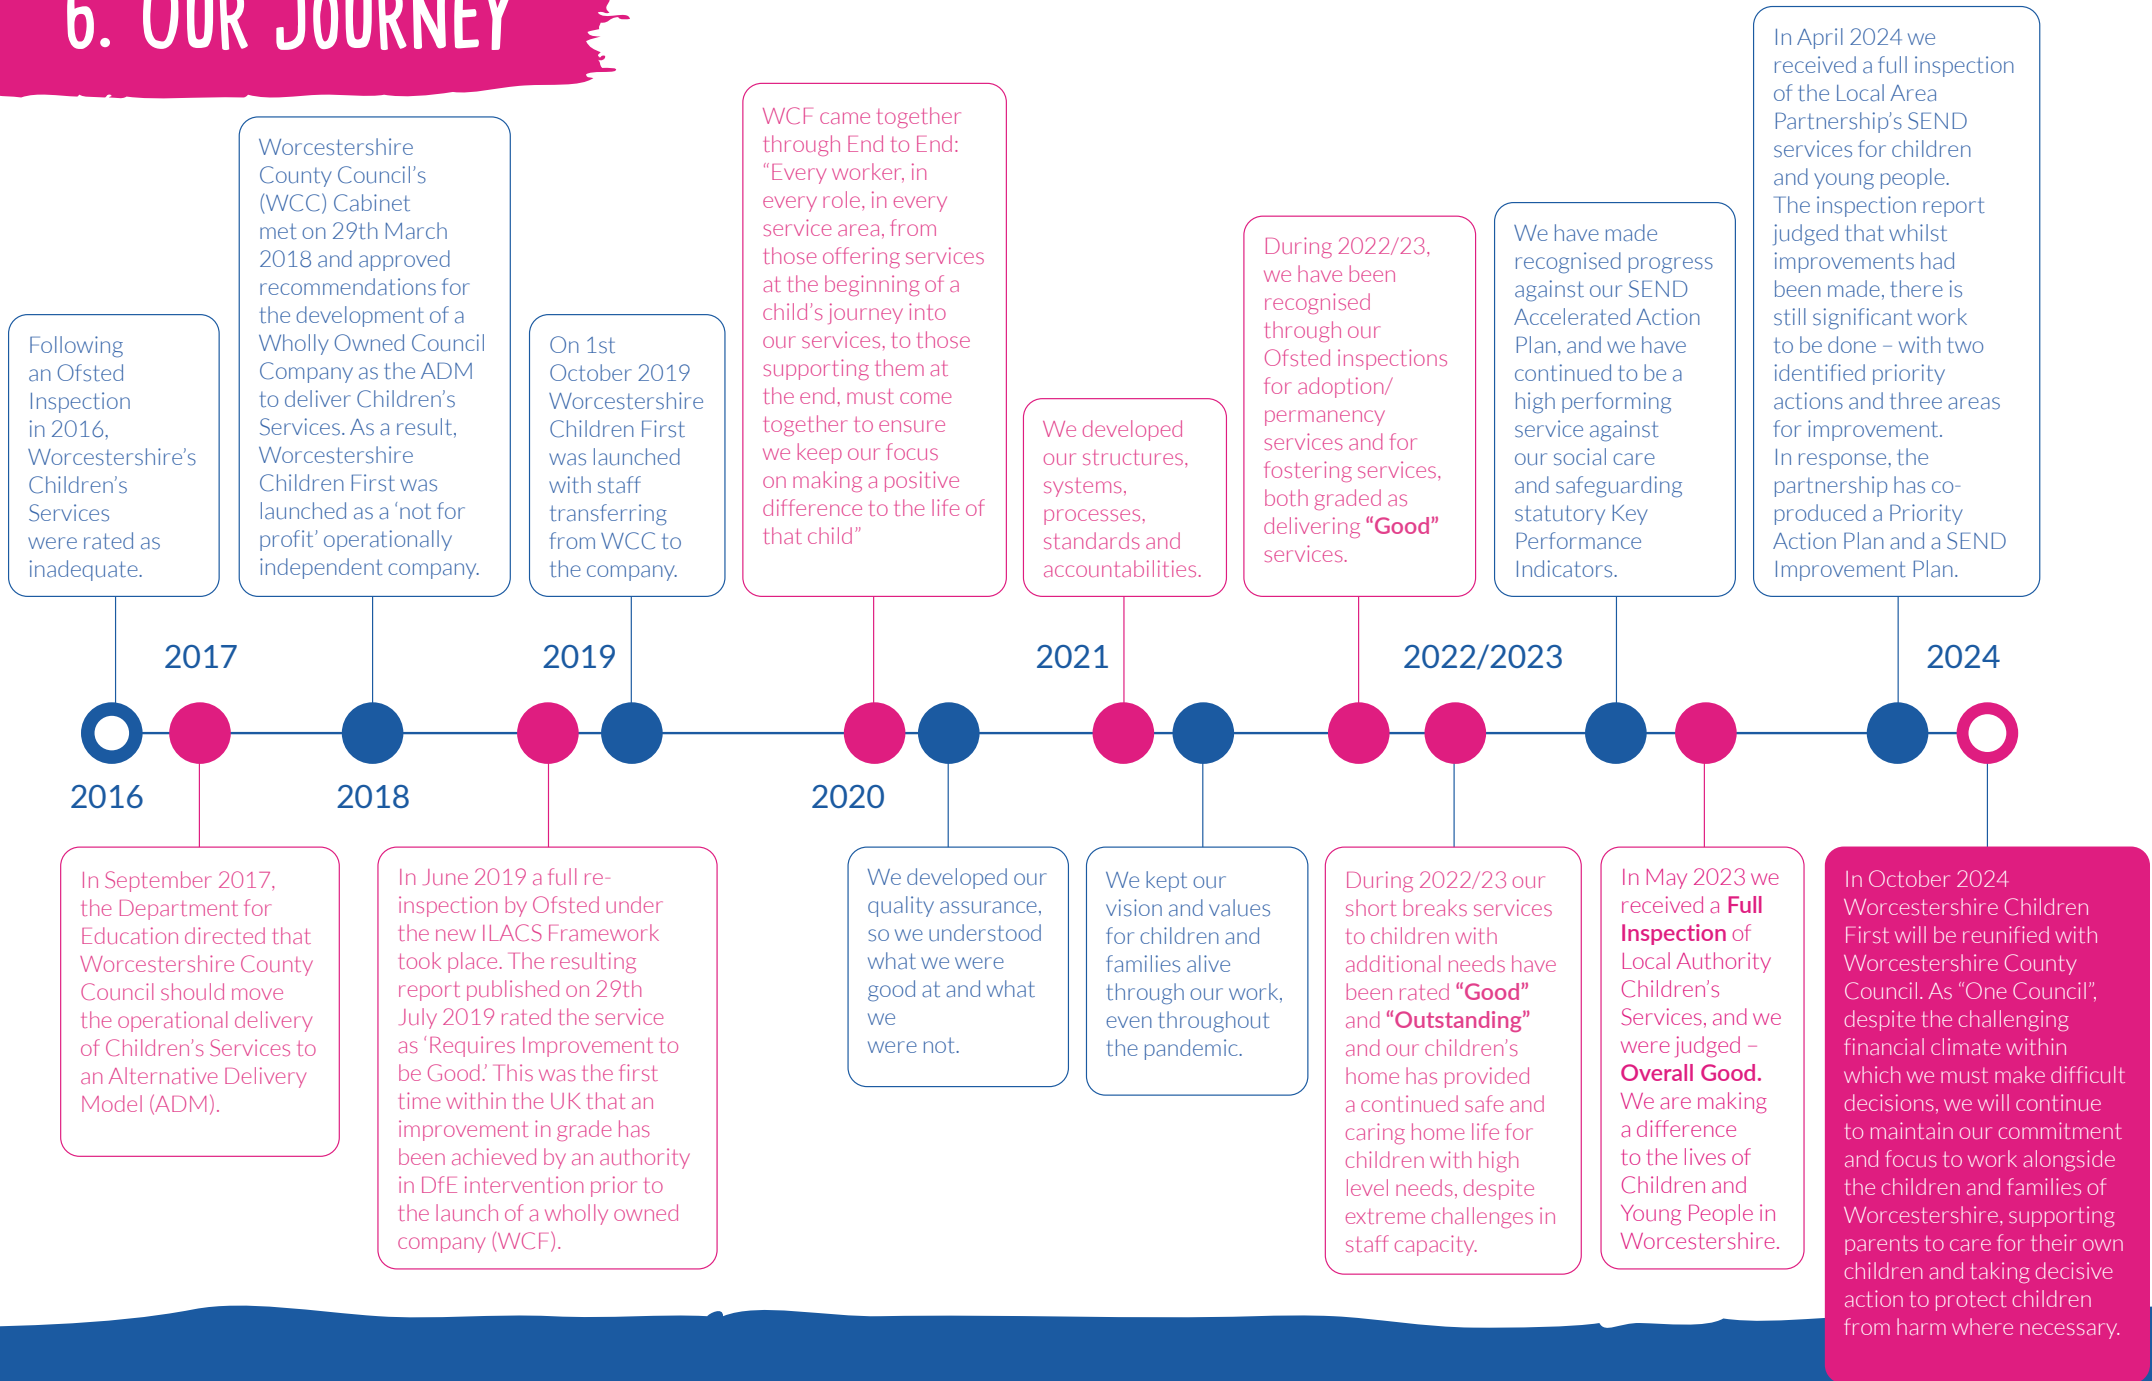 6. OUR JOURNEY
Following
an Ofsted
Inspection
in 2016,
Worcestershire's
Children's
Services
were rated as
inadequate.
Worcestershire
County Council's
(WCC) Cabinet
met on 29th March
2018 and approved
recommendations for
the development of a
Wholly Owned Council
Company as the ADM
to deliver Children's
Services. As a result,
Worcestershire
Children First was
launched as a ‘not for
profit’ operationally
independent company.
On 1st
October 2019
Worcestershire
Children First
was launched
with staff
transferring
from WCC to
the company.
WCF came together
through End to End:
“Every worker, in
every role, in every
service area, from
those offering services
at the beginning of a
child's journey into
our services, to those
supporting them at
the end, must come
together to ensure
we keep our focus
on making a positive
difference to the life of
that child”
We developed
our structures,
systems,
processes,
standards and
accountabilities.
During 2022/23,
we have been
recognised
through our
Ofsted inspections
for adoption/
permanency
services and for
fostering services,
both graded as
delivering “Good”
services.
We have made
recognised progress
against our SEND
Accelerated Action
Plan, and we have
continued to be a
high performing
service against
our social care
and safeguarding
statutory Key
Performance
Indicators.
In April 2024 we
received a full inspection
of the Local Area
Partnership's SEND
services for children
and young people.
The inspection report
judged that whilst
improvements had
been made, there is
still significant work
to be done – with two
identified priority
actions and three areas
for improvement.
In response, the
partnership has co-
produced a Priority
Action Plan and a SEND
Improvement Plan.
2017
2019
2021
2022/2023
2024
2016
2018
2020
In September 2017,
the Department for
Education directed that
Worcestershire County
Council should move
the operational delivery
of Children's Services to
an Alternative Delivery
Model (ADM).
In June 2019 a full re-
inspection by Ofsted under
the new ILACS Framework
took place. The resulting
report published on 29th
July 2019 rated the service
as ‘Requires Improvement to
be Good.’ This was the first
time within the UK that an
improvement in grade has
been achieved by an authority
in DfE intervention prior to
the launch of a wholly owned
company (WCF).
We developed our
quality assurance,
so we understood
what we were
good at and what
we
were not.
We kept our
vision and values
for children and
families alive
through our work,
even throughout
the pandemic.
During 2022/23 our
short breaks services
to children with
additional needs have
been rated “Good”
and “Outstanding”
and our children's
home has provided
a continued safe and
caring home life for
children with high
level needs, despite
extreme challenges in
staff capacity.
In May 2023 we
received a Full
Inspection of
Local Authority
Children's
Services, and we
were judged –
Overall Good.
We are making
a difference
to the lives of
Children and
Young People in
Worcestershire.
In October 2024
Worcestershire Children
First will be reunified with
Worcestershire County
Council. As “One Council”,
despite the challenging
financial climate within
which we must make difficult
decisions, we will continue
to maintain our commitment
and focus to work alongside
the children and families of
Worcestershire, supporting
parents to care for their own
children and taking decisive
action to protect children
from harm where necessary.